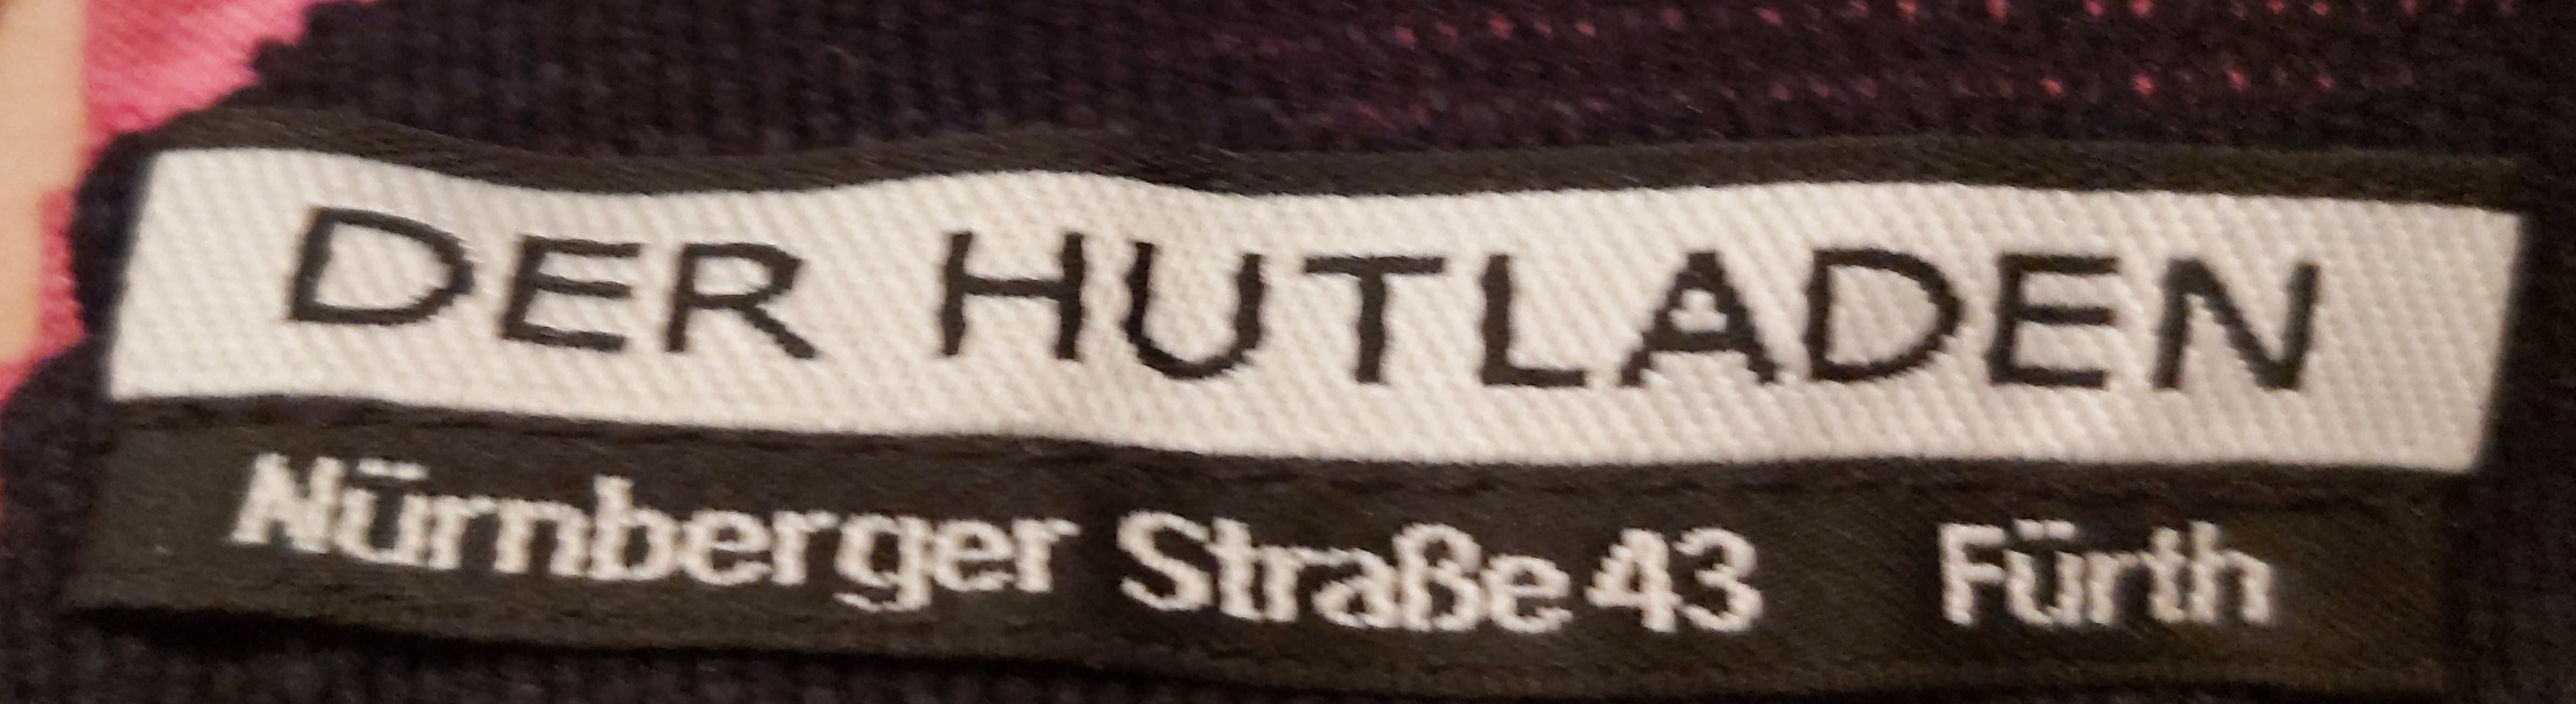 DER HUTLADEN
Nürnberger Straße 43 Fürth